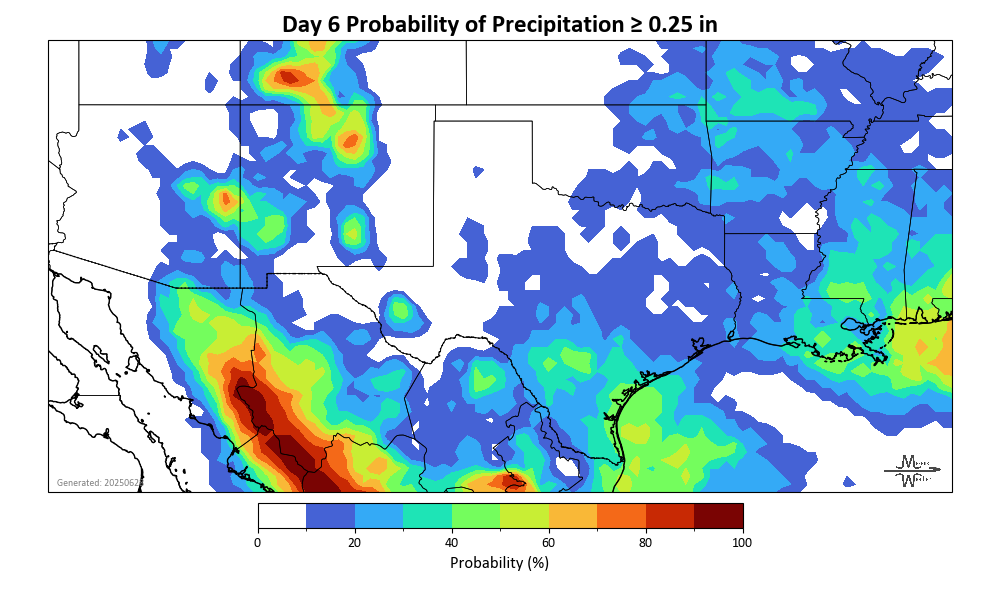 Day 6 Probability of Precipitation ≥ 0.25 in
Generated: 2025062
0 20 40 60 80 100
Probability (%)